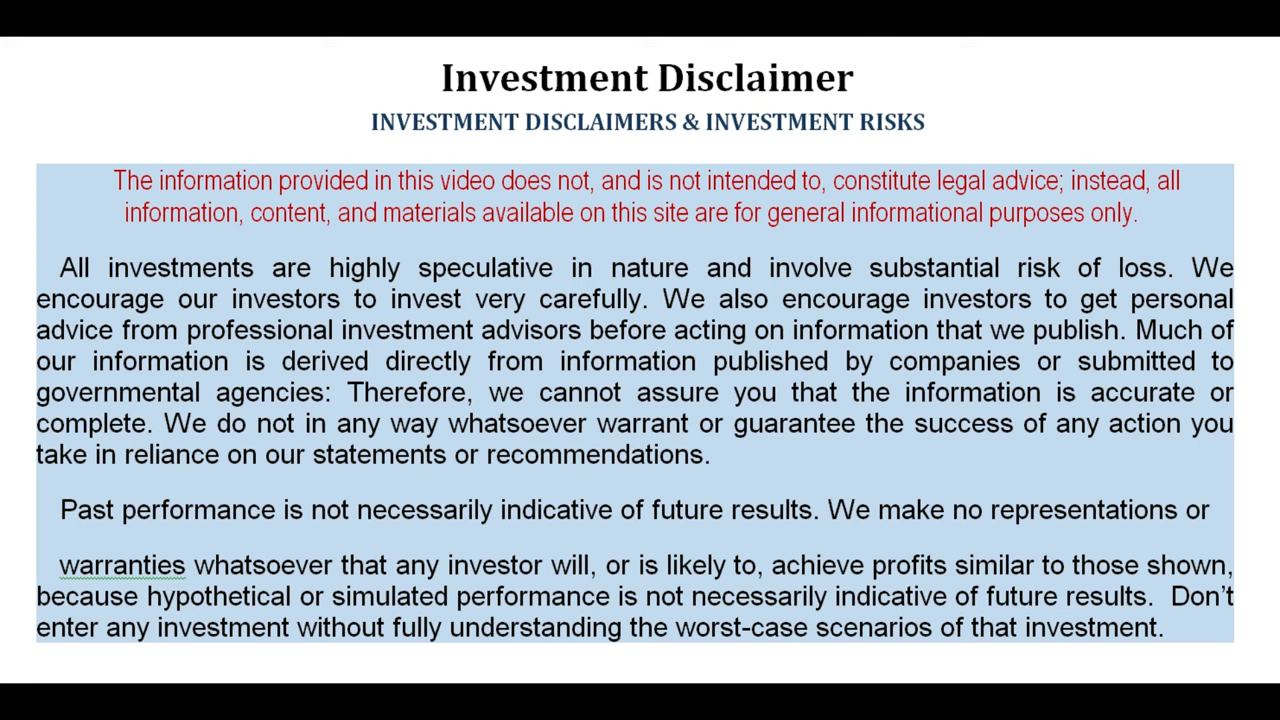 Investment Disclaimer
INVESTMENT DISCLAIMERS & INVESTMENT RISKS
The information provided in this video does not, and is not intended to, constitute legal advice; instead, all
information, content, and materials available on this site are for general informational purposes only.
All investments are highly speculative in nature and involve substantial risk of loss. We
encourage our investors to invest very carefully. We also encourage investors to get personal
advice from professional investment advisors before acting on information that we publish. Much of
our information is derived directly from information published by companies or submitted to
governmental agencies: Therefore, we cannot assure you that the information is accurate or
complete. We do not in any way whatsoever warrant or guarantee the success of any action you
take in reliance on our statements or recommendations.
Past performance is not necessarily indicative of future results. We make no representations or
warranties whatsoever that any investor will, or is likely to, achieve profits similar to those shown,
because hypothetical or simulated performance is not necessarily indicative of future results.  Don’t
enter any investment without fully understanding the worst-case scenarios of that investment.